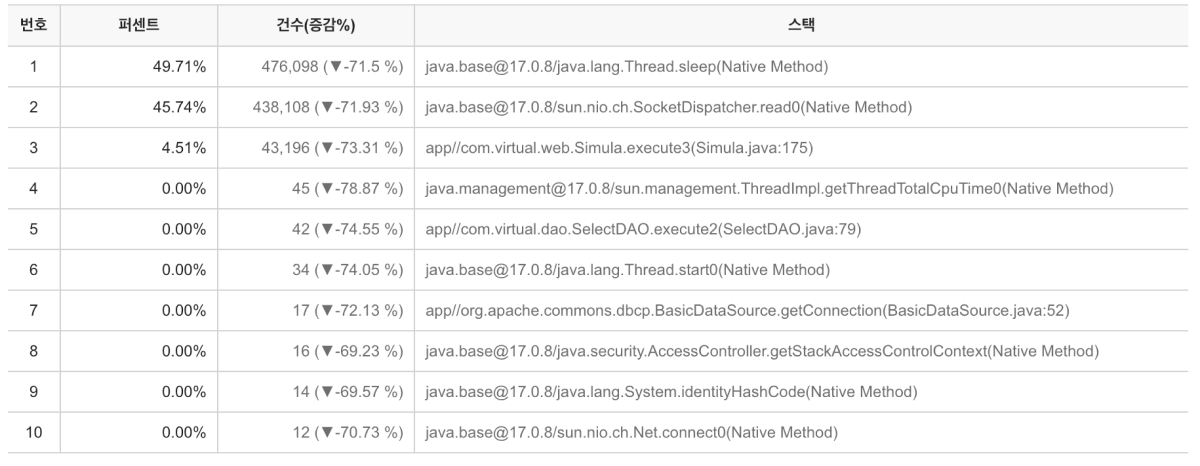 번호 퍼센트 건수(증감%) 스택
1 49.71% 476,098 (▼-71.5 %) java.base@17.0.8/java.lang.Thread.sleep(Native Method)
2 45.74% 438,108 (▼-71.93 %) java.base@17.0.8/sun.nio.ch.SocketDispatcher.read0(Native Method)
3 4.51% 43,196 (▼-73.31 %) app//com.virtual.web.Simula.execute3(Simula.java:175)
4 0.00% 45 (▼-78.87 %) java.management@17.0.8/sun.management.ThreadImpl.getThreadTotalCpuTime0(Native Method)
5 0.00% 42 (▼-74.55 %) app//com.virtual.dao.SelectDAO.execute2(SelectDAO.java:79)
6 0.00% 34 (▼-74.05 %) java.base@17.0.8/java.lang.Thread.start0(Native Method)
7 0.00% 17 (▼-72.13 %) app//org.apache.commons.dbcp.BasicDataSource.getConnection(BasicDataSource.java:52)
8 0.00% 16 (▼-69.23 %) java.base@17.0.8/java.security.AccessController.getStackAccessControlContext(Native Method)
9 0.00% 14 (▼-69.57 %) java.base@17.0.8/java.lang.System.identityHashCode(Native Method)
10 0.00% 12 (▼-70.73 %) java.base@17.0.8/sun.nio.ch.Net.connect0(Native Method)